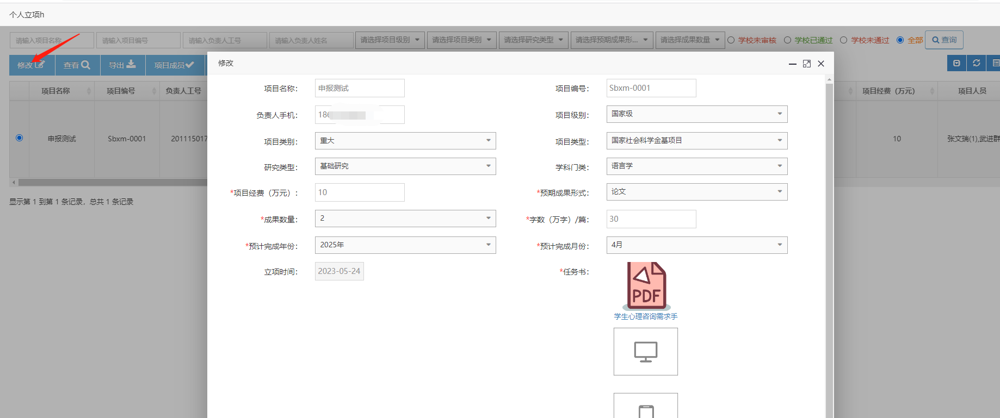 个人立项h
请输入项目名称 请输入项目编号 请输入负责人工号 请输入负责人姓名 请选择项目级别 请选择项目类别 请选择研究类型 请选择预期成果形... 请选择成果数量 学校未审核 学校已通过 学校未通过 全部 查询
修改 查看 导出 项目成员
修改
项目名称 项目编号 负责人工号 项目经费（万元） 项目人员
申报测试 Sbxm-0001 201115017 10 张文瑞(1),武进群
显示第 1 到第 1 条记录，总共 1 条记录
项目名称： 申报测试 项目编号： Sbxm-0001
负责人手机： 18 项目级别： 国家级
项目类别： 重大 项目类型： 国家社会科学金基项目
研究类型： 基础研究 学科门类： 语言学
*项目经费（万元）： 10 *预期成果形式： 论文
*成果数量： 2 *字数（万字）/篇： 30
*预计完成年份： 2025年 *预计完成月份： 4月
立项时间： 2023-05-24 *任务书：
PDF
学生心理咨询需求手